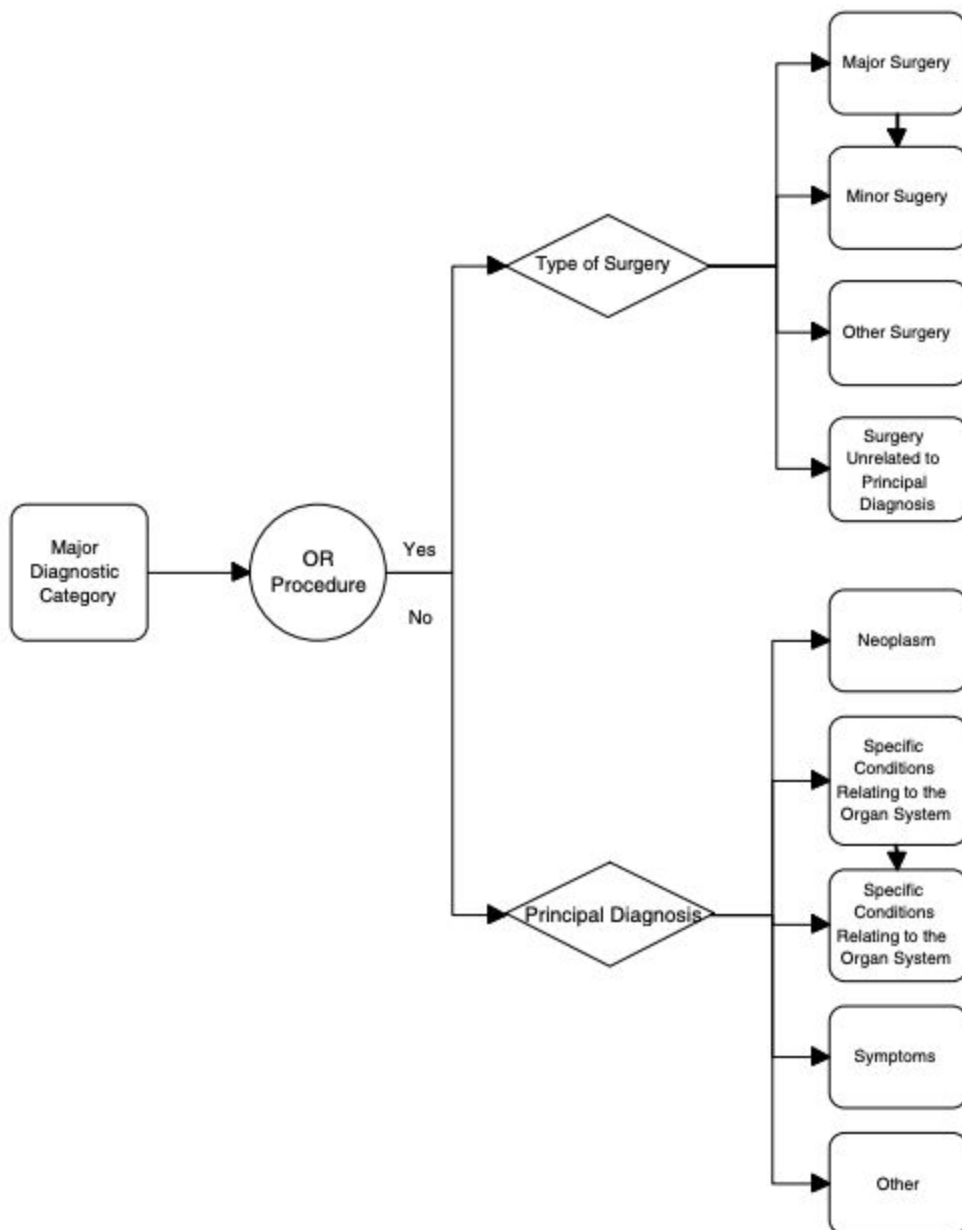 Major Surgery
Minor Sugery
Type of Surgery
Other Surgery
Surgery
Unrelated to
Principal
Diagnosis
Major
Diagnostic
Category
OR
Procedure
Yes
No
Neoplasm
Specific
Conditions
Relating to the
Organ System
Principal Diagnosis
Specific
Conditions
Relating to the
Organ System
Symptoms
Other